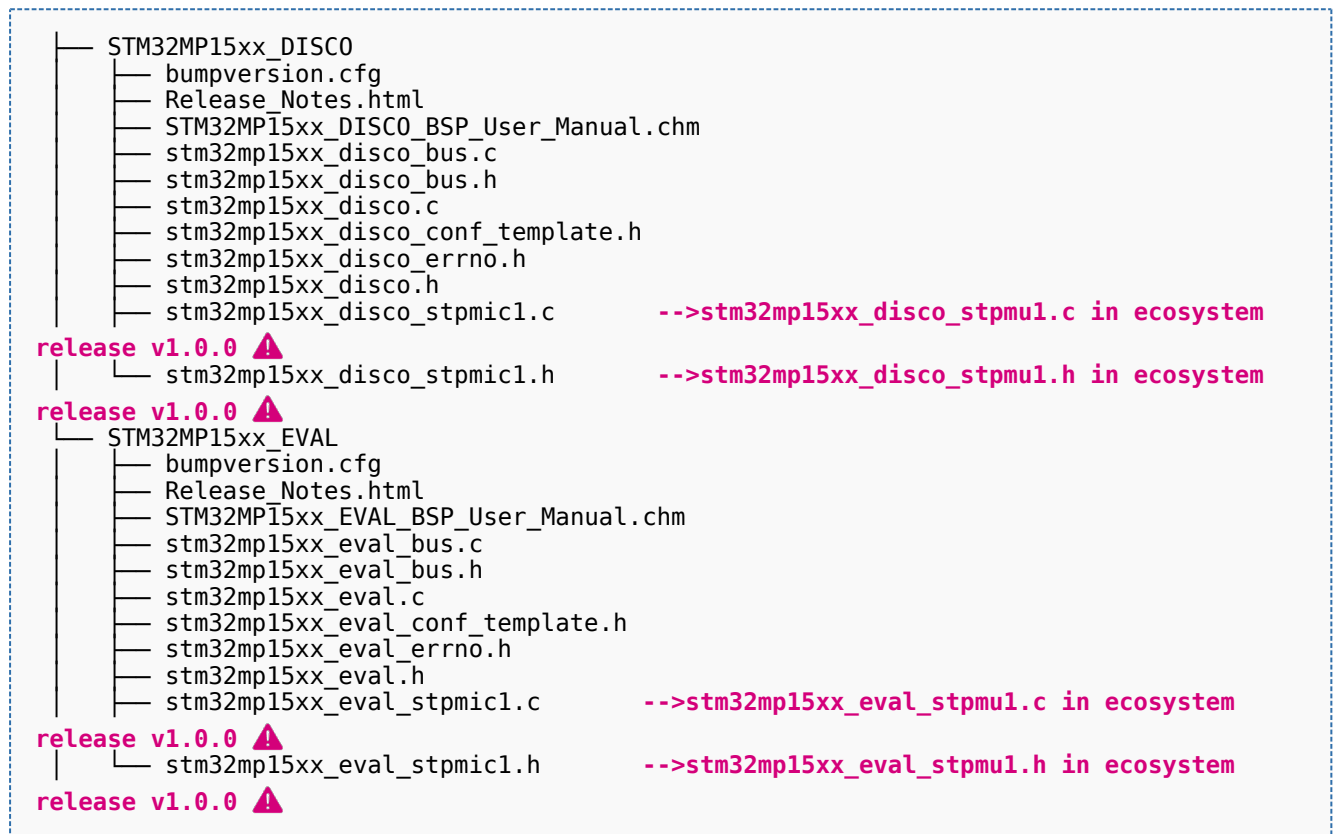 ├── STM32MP15xx_DISCO
│   ├── bumpversion.cfg
│   ├── Release_Notes.html
│   ├── STM32MP15xx_DISCO_BSP_User_Manual.chm
│   ├── stm32mp15xx_disco_bus.c
│   ├── stm32mp15xx_disco_bus.h
│   ├── stm32mp15xx_disco.c
│   ├── stm32mp15xx_disco_conf_template.h
│   ├── stm32mp15xx_disco_errno.h
│   ├── stm32mp15xx_disco.h
│   ├── stm32mp15xx_disco_stpmic1.c       -->stm32mp15xx_disco_stpmu1.c in ecosystem
release v1.0.0 ⚠
│   └── stm32mp15xx_disco_stpmic1.h       -->stm32mp15xx_disco_stpmu1.h in ecosystem
release v1.0.0 ⚠
└── STM32MP15xx_EVAL
│   ├── bumpversion.cfg
│   ├── Release_Notes.html
│   ├── STM32MP15xx_EVAL_BSP_User_Manual.chm
│   ├── stm32mp15xx_eval_bus.c
│   ├── stm32mp15xx_eval_bus.h
│   ├── stm32mp15xx_eval.c
│   ├── stm32mp15xx_eval_conf_template.h
│   ├── stm32mp15xx_eval_errno.h
│   ├── stm32mp15xx_eval.h
│   ├── stm32mp15xx_eval_stpmic1.c       -->stm32mp15xx_eval_stpmu1.c in ecosystem
release v1.0.0 ⚠
│   └── stm32mp15xx_eval_stpmic1.h       -->stm32mp15xx_eval_stpmu1.h in ecosystem
release v1.0.0 ⚠